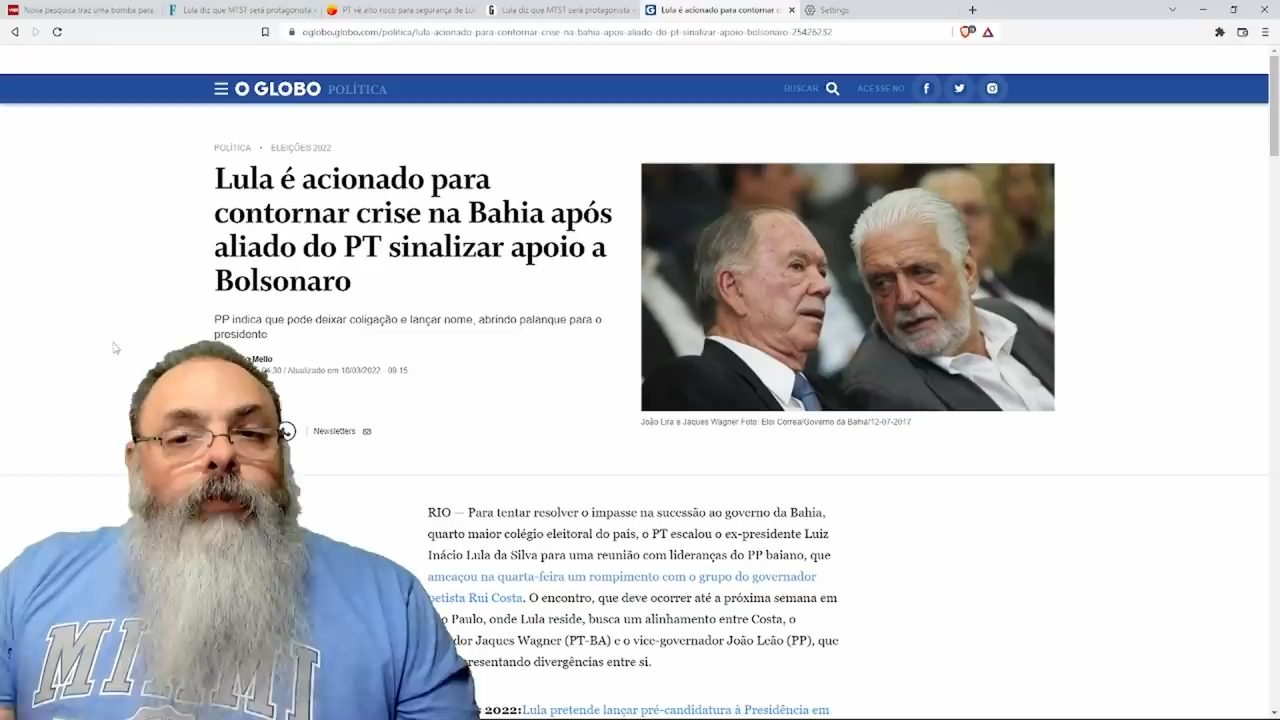 Nova pesquisa traz uma bomba para
Lula diz que MTST será protagonista
PT vê alto risco para segurança de Lu
Lula diz que MTST será protagonista
Lula é acionado para contornar c
Settings
oglobo.globo.com/politica/lula-acionado-para-contornar-crise-na-bahia-apos-aliado-do-pt-sinalizar-apoio-bolsonaro-25426232
O GLOBO POLÍTICA
BUSCAR
ACESSE NO
POLÍTICA • ELEIÇÕES 2022
Lula é acionado para
contornar crise na Bahia após
aliado do PT sinalizar apoio a
Bolsonaro
PP indica que pode deixar coligação e lançar nome, abrindo palanque para o
presidente
Mello
04:30 / Atualizado em 10/03/2022 - 09:15
Newsletters
João Lira e Jaques Wagner Foto: Eloi Correa/Governo da Bahia/12-07-2017
RIO — Para tentar resolver o impasse na sucessão ao governo da Bahia,
quarto maior colégio eleitoral do país, o PT escalou o ex-presidente Luiz
Inácio Lula da Silva para uma reunião com lideranças do PP baiano, que
ameaçou na quarta-feira um rompimento com o grupo do governador
petista Rui Costa. O encontro, que deve ocorrer até a próxima semana em
o Paulo, onde Lula reside, busca um alinhamento entre Costa, o
dor Jaques Wagner (PT-BA) e o vice-governador João Leão (PP), que
presentando divergências entre si.
2022: Lula pretende lançar pré-candidatura à Presidência em